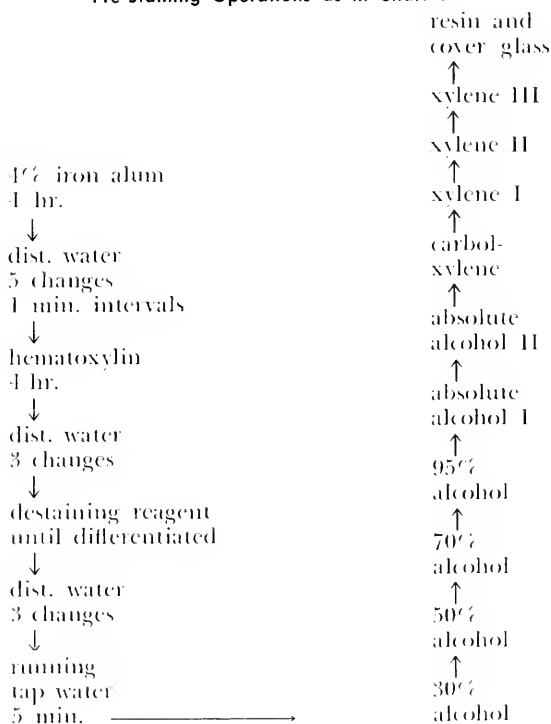 Pre-staining Operations as in Chart
4% iron alum
4 hr.
dist. water
5 changes
1 min. intervals
hematoxylin
4 hr.
dist. water
3 changes
destaining reagent
until differentiated
dist. water
3 changes
running
tap water
5 min.
resin and
cover glass
xylene III
xylene II
xylene I
carbol-
xylene
absolute
alcohol II
absolute
alcohol I
95%
alcohol
70%
alcohol
50%
alcohol
30%
alcohol